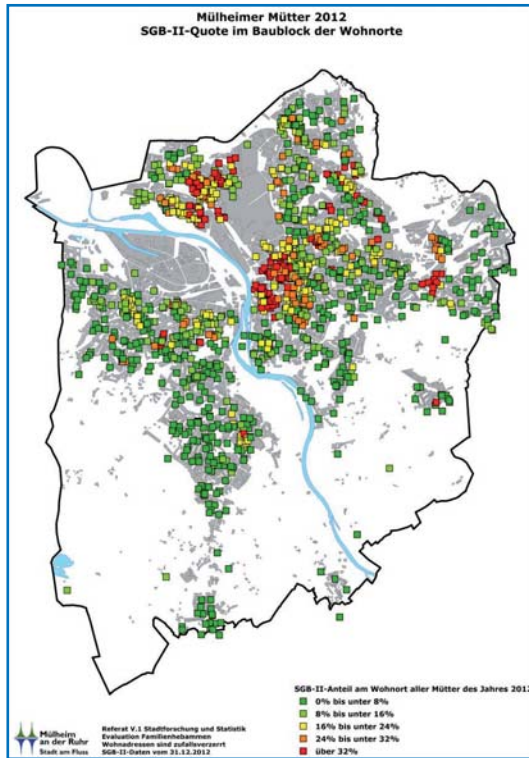 Mülheimer Mütter 2012
SGB-II-Quote im Baublock der Wohnorte
SGB-II-Anteil am Wohnort aller Mütter des Jahres 2012
0% bis unter 8%
8% bis unter 16%
16% bis unter 24%
24% bis unter 32%
über 32%
Mülheim
an der Ruhr
Stadt am Fluss
Referat V.1 Stadtforschung und Statistik
Evaluation Familienhebammen
Wohnadressen sind zufallsverzerrt
SGB-II-Daten vom 31.12.2012